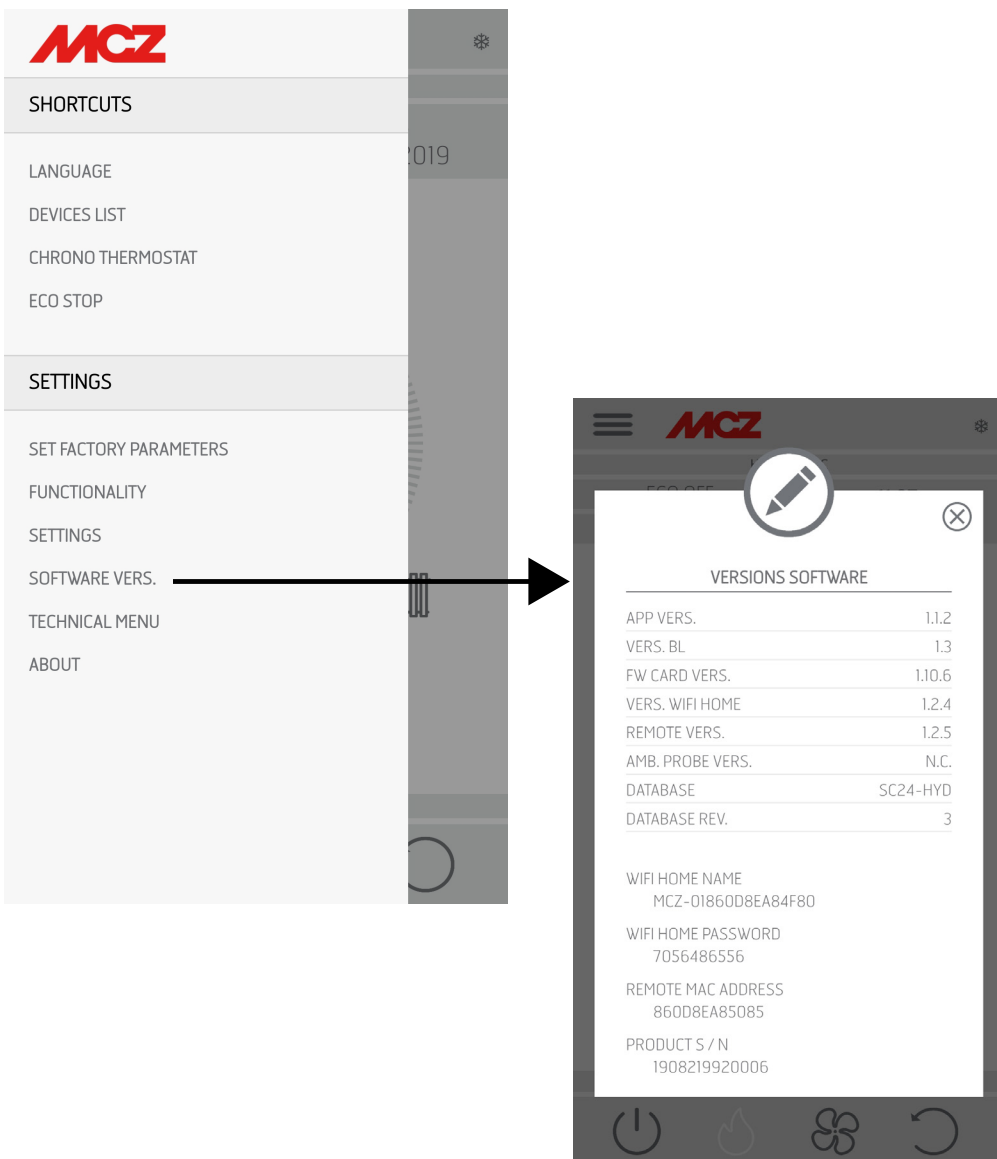 MCZ
SHORTCUTS
2019
LANGUAGE
DEVICES LIST
CHRONO THERMOSTAT
ECO STOP
SETTINGS
SET FACTORY PARAMETERS
FUNCTIONALITY
SETTINGS
SOFTWARE VERS.
TECHNICAL MENU
ABOUT
MCZ
ECO OFF
VERSIONS SOFTWARE
APP VERS. 1.1.2
VERS. BL 1.3
FW CARD VERS. 1.10.6
VERS. WIFI HOME 1.2.4
REMOTE VERS. 1.2.5
AMB. PROBE VERS. N.C.
DATABASE SC24-HYD
DATABASE REV. 3
WIFI HOME NAME
MCZ-01860D8EA84F80
WIFI HOME PASSWORD
7056486556
REMOTE MAC ADDRESS
860D8EA85085
PRODUCT S / N
1908219920006